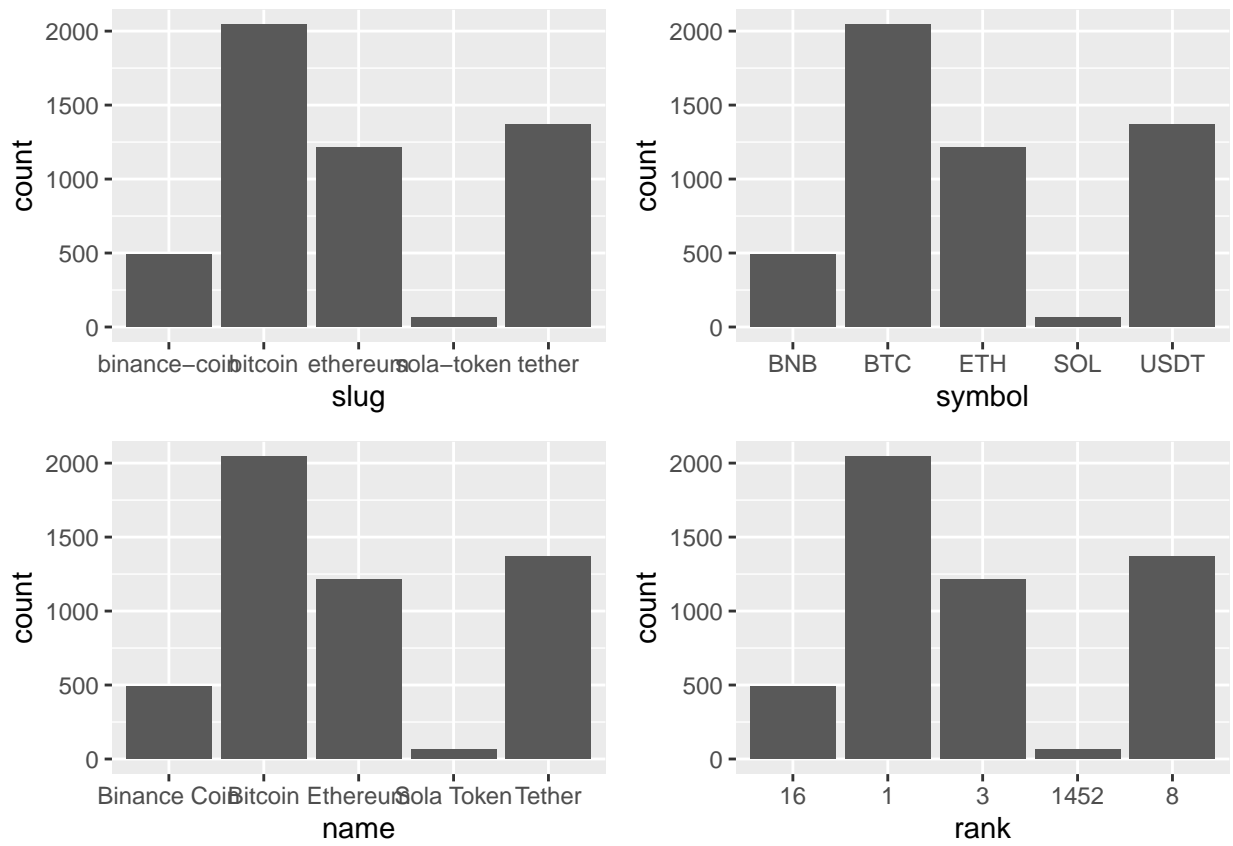 2000
1500
1000
500
0
count
binance−coin bitcoin ethereum sola−token tether
slug
2000
1500
1000
500
0
count
BNB BTC ETH SOL USDT
symbol
2000
1500
1000
500
0
count
Binance Coin Bitcoin Ethereum Sola Token Tether
name
2000
1500
1000
500
0
count
16 1 3 1452 8
rank